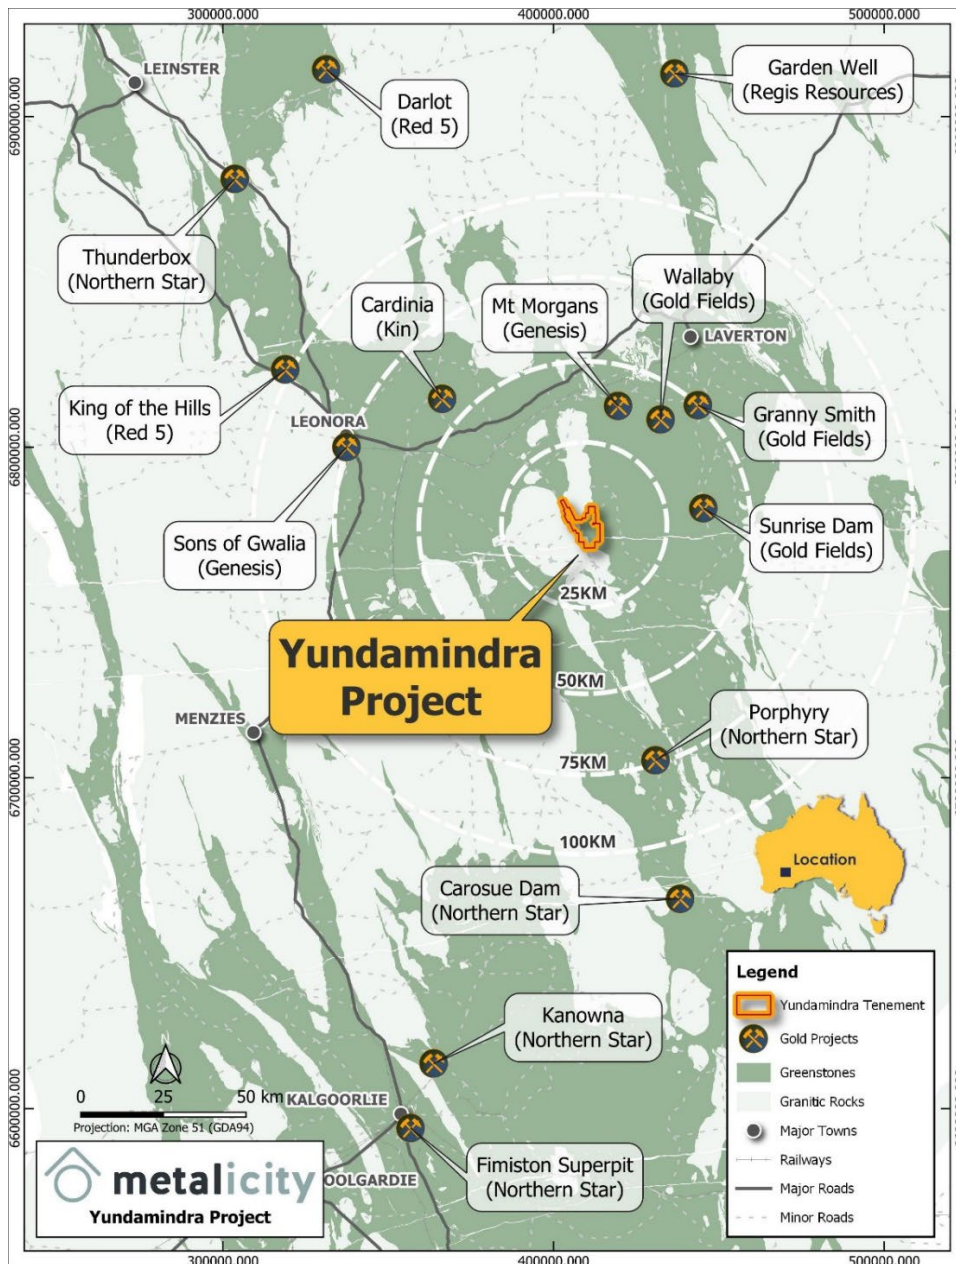 300000.000
400000.000
500000.000
LEINSTER
Darlot
(Red 5)
Garden Well
(Regis Resources)
6900000.000
Thunderbox
(Northern Star)
Cardinia
(Kin)
Mt Morgans
(Genesis)
Wallaby
(Gold Fields)
LAVERTON
King of the Hills
(Red 5)
LEONORA
Granny Smith
(Gold Fields)
6800000.000
Sons of Gwalia
(Genesis)
Sunrise Dam
(Gold Fields)
25KM
Yundamindra
Project
50KM
MENZIES
Porphyry
(Northern Star)
75KM
6700000.000
100KM
Location
Carosue Dam
(Northern Star)
Kanowna
(Northern Star)
0 25 50 km
Projection: MGA Zone 51 (GDA94)
KALGOORLIE
6600000.000
Fimiston Superpit
(Northern Star)
OOLGARDIE
metalicity
Yundamindra Project
Legend
Yundamindra Tenement
Gold Projects
Greenstones
Granitic Rocks
Major Towns
Railways
Major Roads
Minor Roads
300000.000
400000.000
500000.000